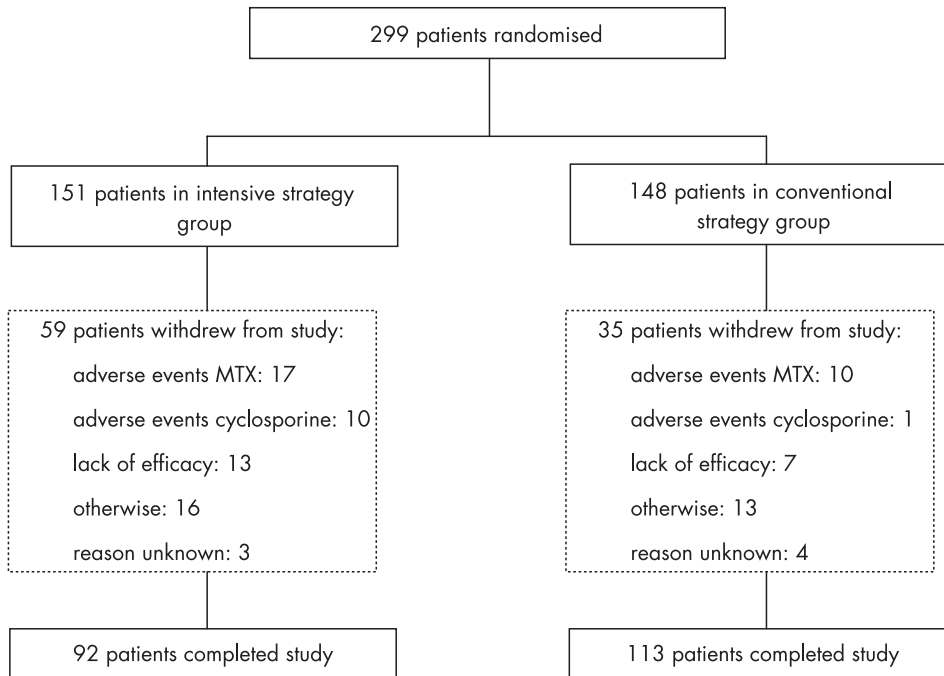 299 patients randomised
151 patients in intensive strategy
group
148 patients in conventional
strategy group
59 patients withdrew from study:
adverse events MTX: 17
adverse events cyclosporine: 10
lack of efficacy: 13
otherwise: 16
reason unknown: 3
35 patients withdrew from study:
adverse events MTX: 10
adverse events cyclosporine: 1
lack of efficacy: 7
otherwise: 13
reason unknown: 4
92 patients completed study
113 patients completed study